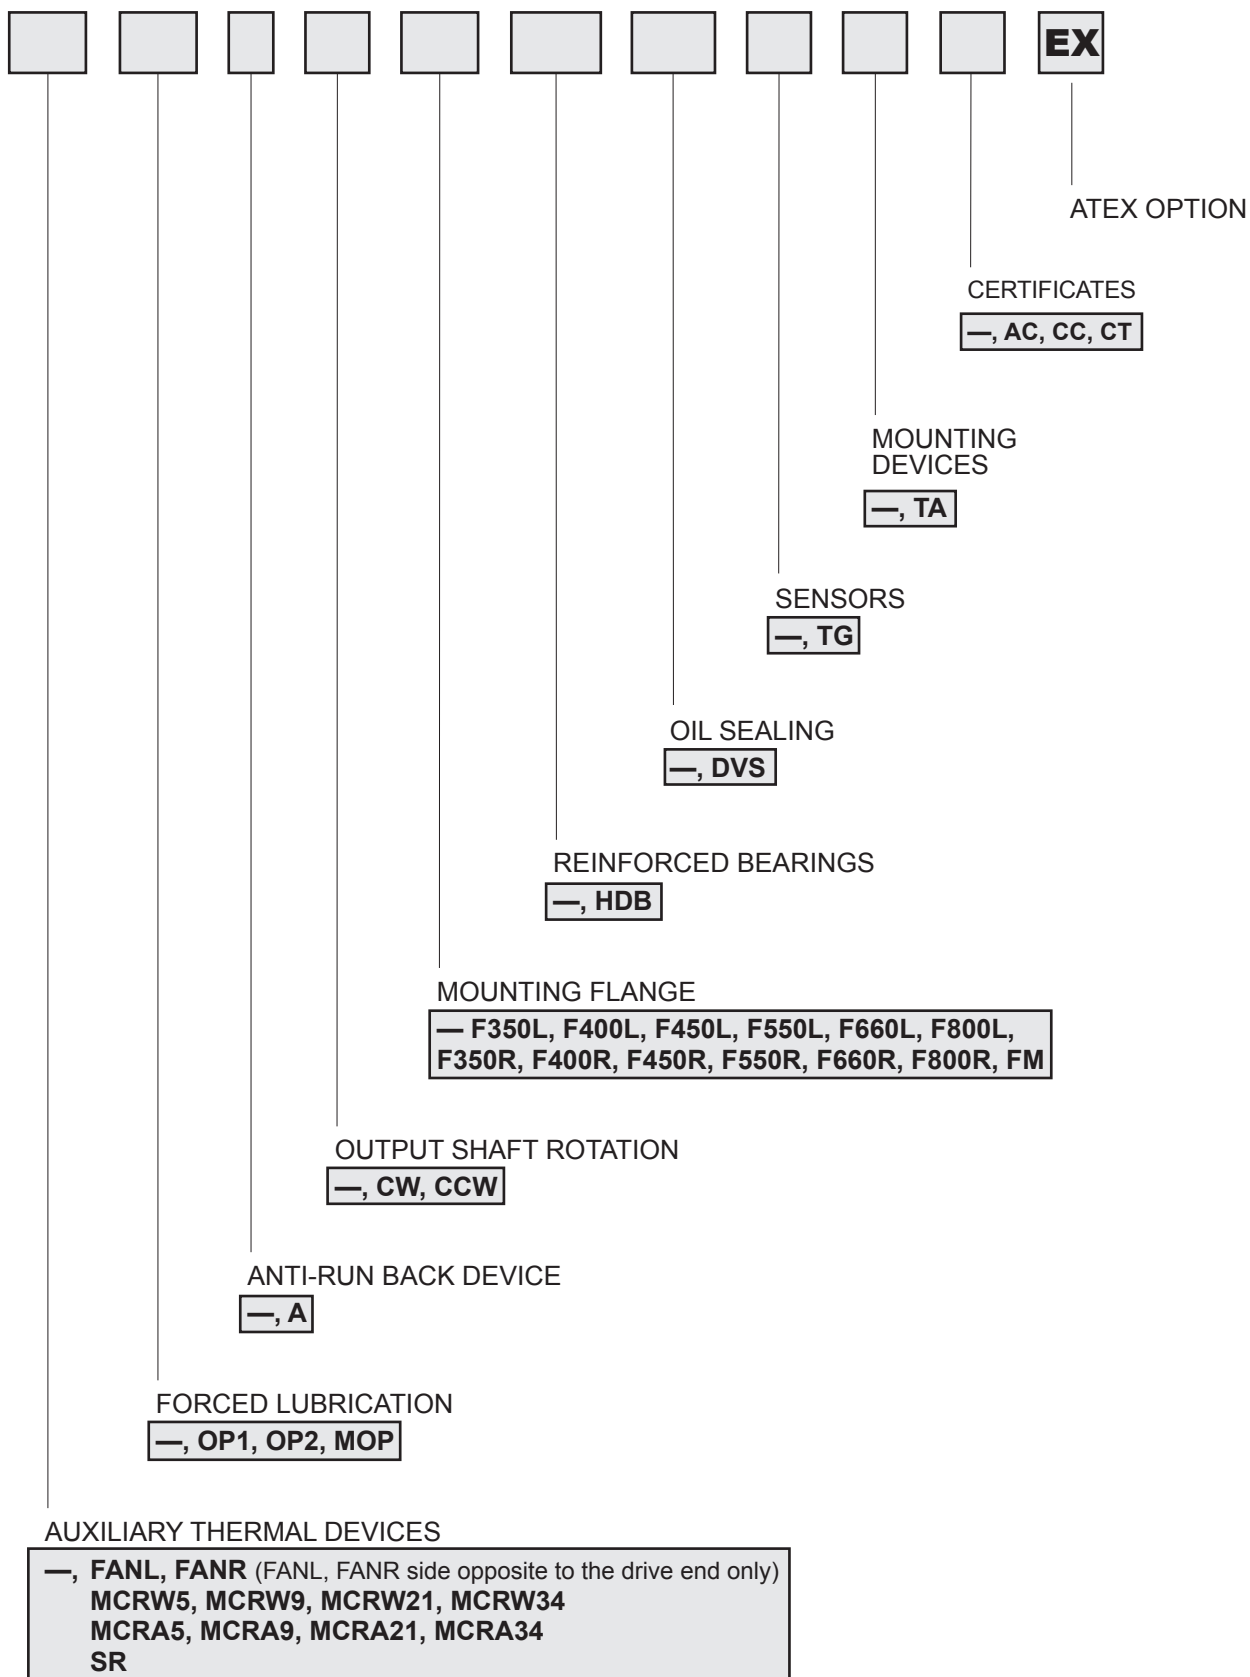 EX
ATEX OPTION
CERTIFICATES
—, AC, CC, CT
MOUNTING
DEVICES
—, TA
SENSORS
—, TG
OIL SEALING
—, DVS
REINFORCED BEARINGS
—, HDB
MOUNTING FLANGE
— F350L, F400L, F450L, F550L, F660L, F800L,
F350R, F400R, F450R, F550R, F660R, F800R, FM
OUTPUT SHAFT ROTATION
—, CW, CCW
ANTI-RUN BACK DEVICE
—, A
FORCED LUBRICATION
—, OP1, OP2, MOP
AUXILIARY THERMAL DEVICES
—, FANL, FANR (FANL, FANR side opposite to the drive end only)
MCRW5, MCRW9, MCRW21, MCRW34
MCRA5, MCRA9, MCRA21, MCRA34
SR